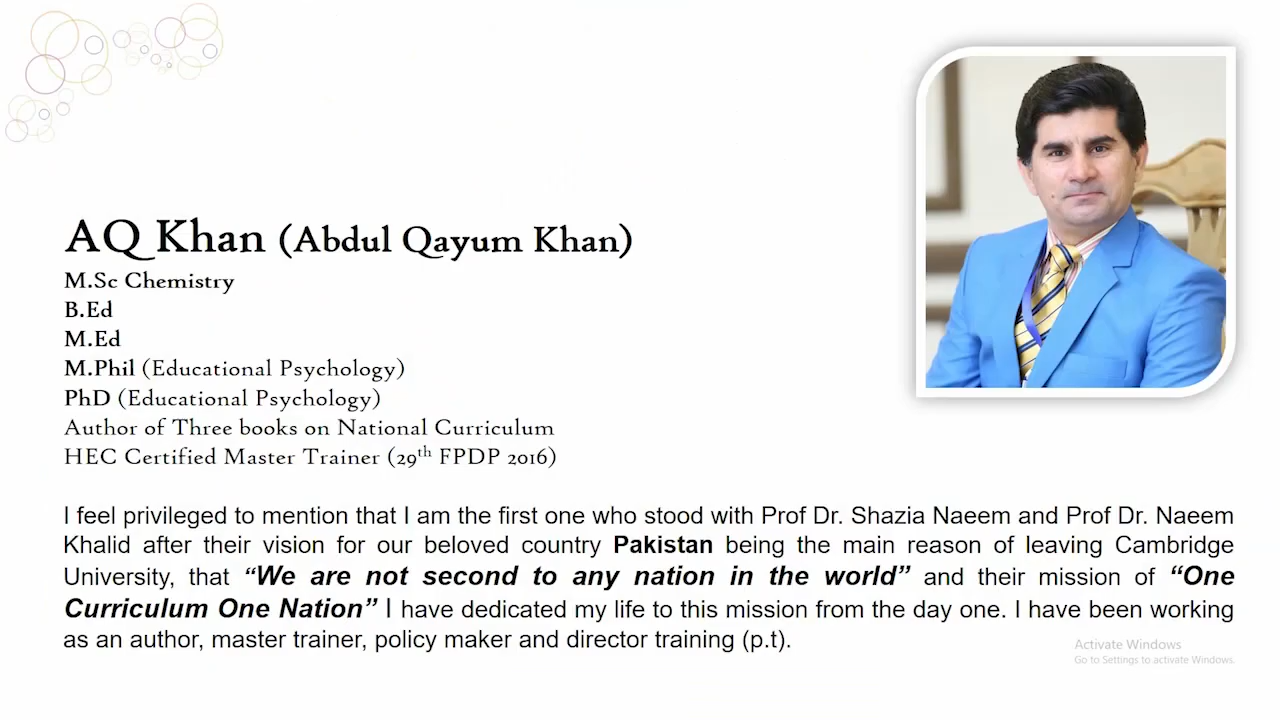 AQ Khan (Abdul Qayum Khan)
M.Sc Chemistry
B.Ed
M.Ed
M.Phil (Educational Psychology)
PhD (Educational Psychology)
Author of Three books on National Curriculum
HEC Certified Master Trainer (29th FPDP 2016)
I feel privileged to mention that I am the first one who stood with Prof Dr. Shazia Naeem and Prof Dr. Naeem
Khalid after their vision for our beloved country Pakistan being the main reason of leaving Cambridge
University, that “We are not second to any nation in the world” and their mission of “One
Curriculum One Nation” I have dedicated my life to this mission from the day one. I have been working
as an author, master trainer, policy maker and director training (p.t).
Activate Windows
Go to Settings to activate Windows.